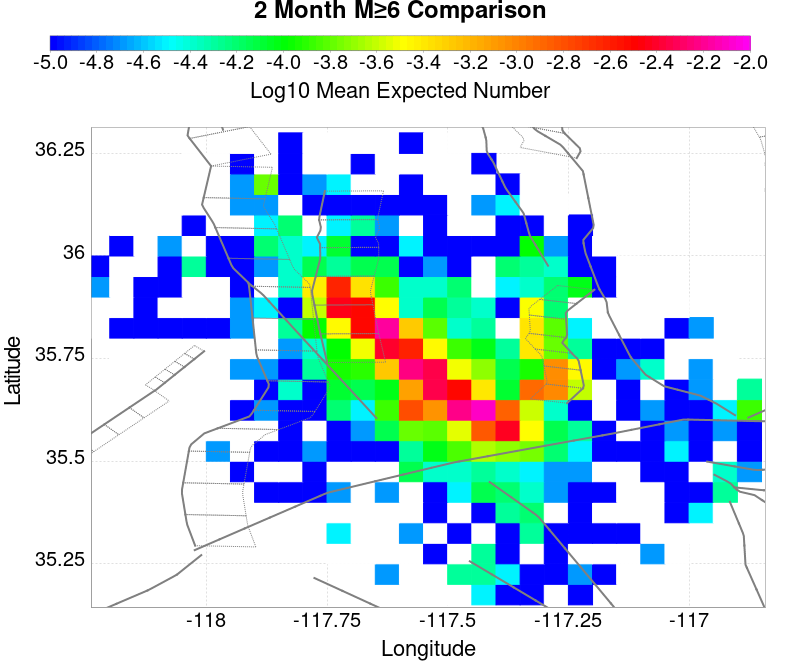 2 Month M≥6 Comparison
-5.0 -4.8 -4.6 -4.4 -4.2 -4.0 -3.8 -3.6 -3.4 -3.2 -3.0 -2.8 -2.6 -2.4 -2.2 -2.0
Log10 Mean Expected Number
36.25
36
35.75
35.5
35.25
Latitude
-118 -117.75 -117.5 -117.25 -117
Longitude